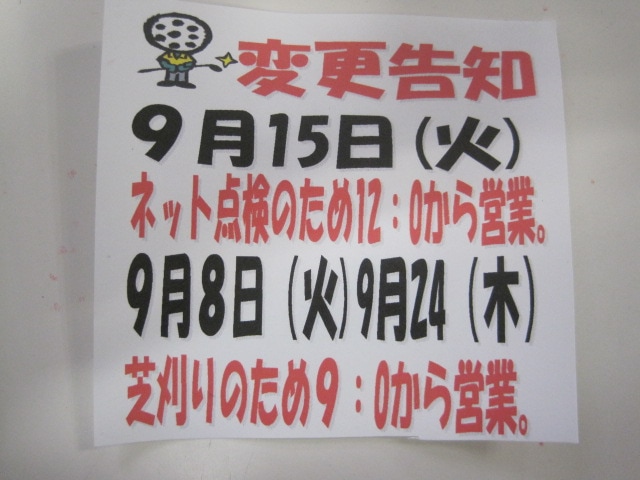 変更告知
9月15日(火)
ネット点検のため12：0から営業。
9月8日(火)9月24(木)
芝刈りのため9：0から営業。